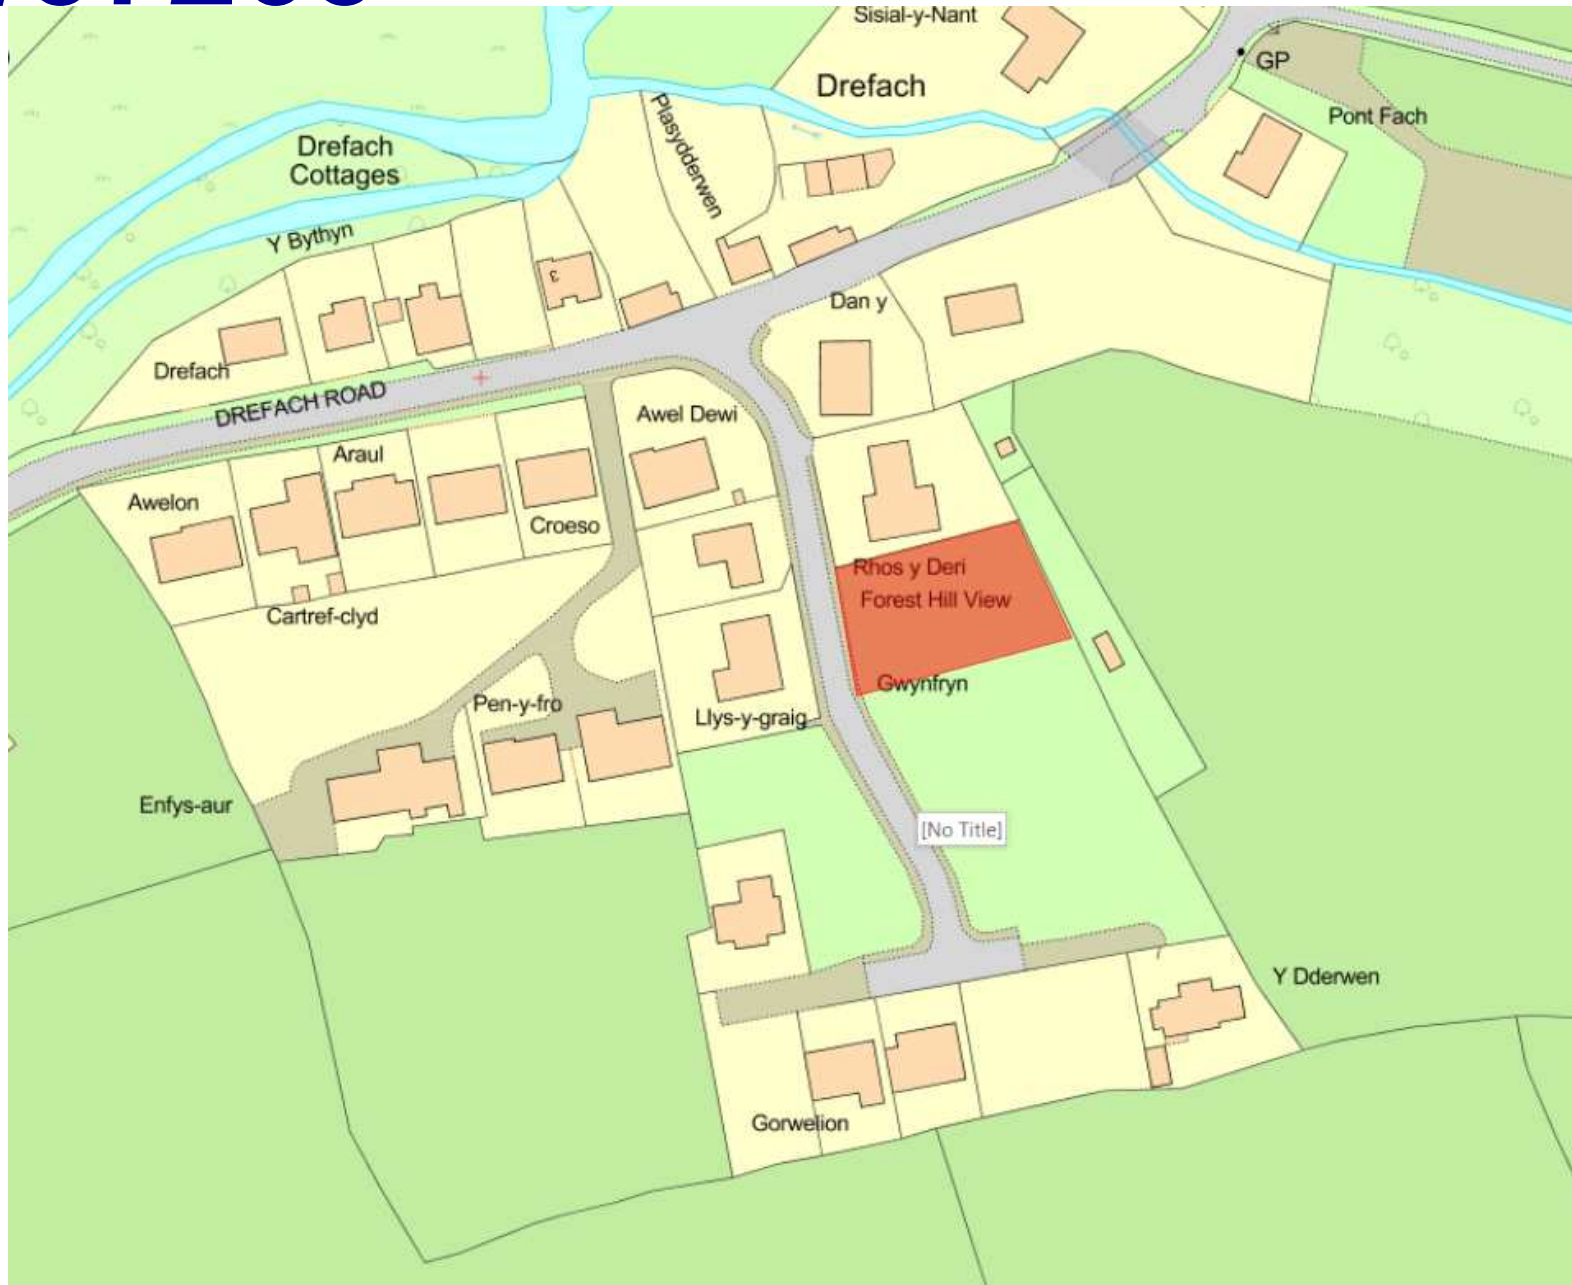 Sisial-y-Nant
GP
Drefach
Pont Fach
Plasydderwen
Drefach
Cottages
Y Bythyn
3
Dan y
Drefach
DREFACH ROAD
Awel Dewi
Araul
Awelon
Croeso
Rhos y Deri
Forest Hill View
Cartref-clyd
Gwynfryn
Pen-y-fro
Llys-y-graig
Enfys-aur
[No Title]
Y Dderwen
Gorwelion